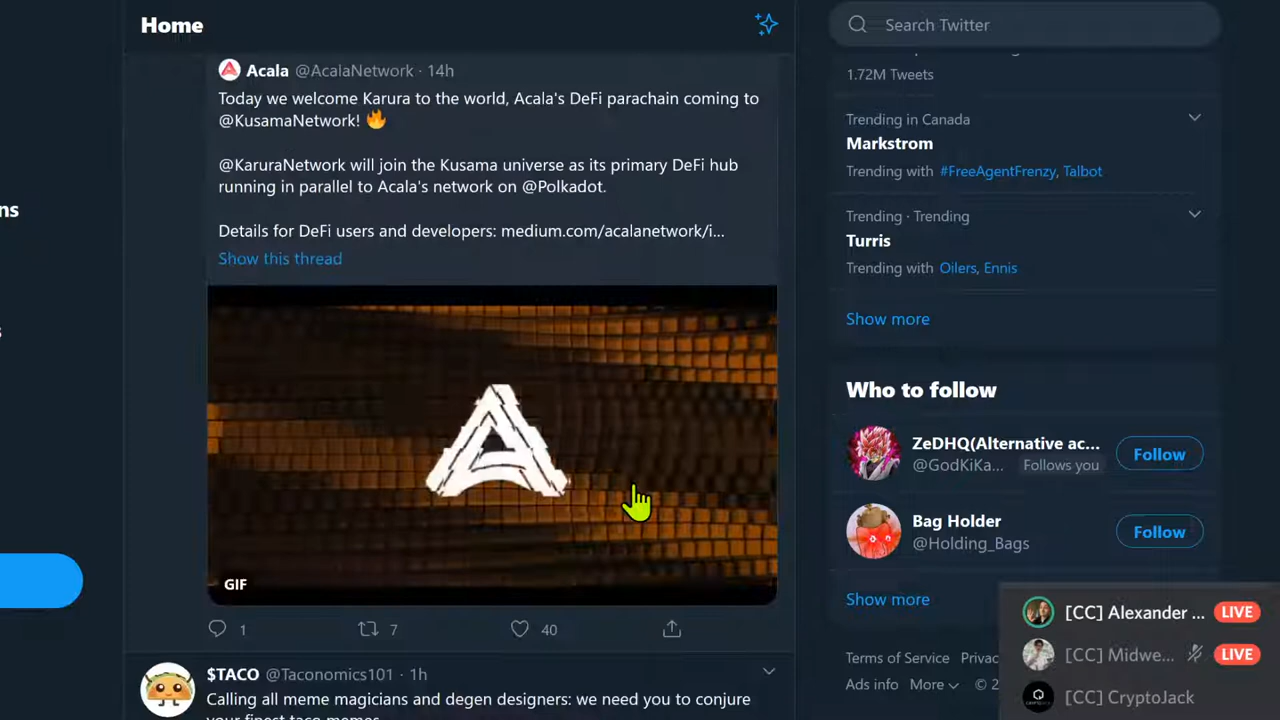 Home
Search Twitter
Acala @AcalaNetwork · 14h
Today we welcome Karura to the world, Acala's DeFi parachain coming to
@KusamaNetwork! 🔥
@KaruraNetwork will join the Kusama universe as its primary DeFi hub
running in parallel to Acala's network on @Polkadot.
Details for DeFi users and developers: medium.com/acalanetwork/i...
Show this thread
GIF
1
7
40
$TACO @Taconomics101 · 1h
Calling all meme magicians and degen designers: we need you to conjure
your finest taco memes
ns
1.72M Tweets
Trending in Canada
Markstrom
Trending with #FreeAgentFrenzy, Talbot
Trending · Trending
Turris
Trending with Oilers, Ennis
Show more
Who to follow
ZeDHQ(Alternative ac...
@GodKiKa... Follows you
Follow
Bag Holder
@Holding_Bags
Follow
Show more
Terms of Service Privac
Ads info More © 2
[CC] Alexander ... LIVE
[CC] Midwe... LIVE
[CC] CryptoJack